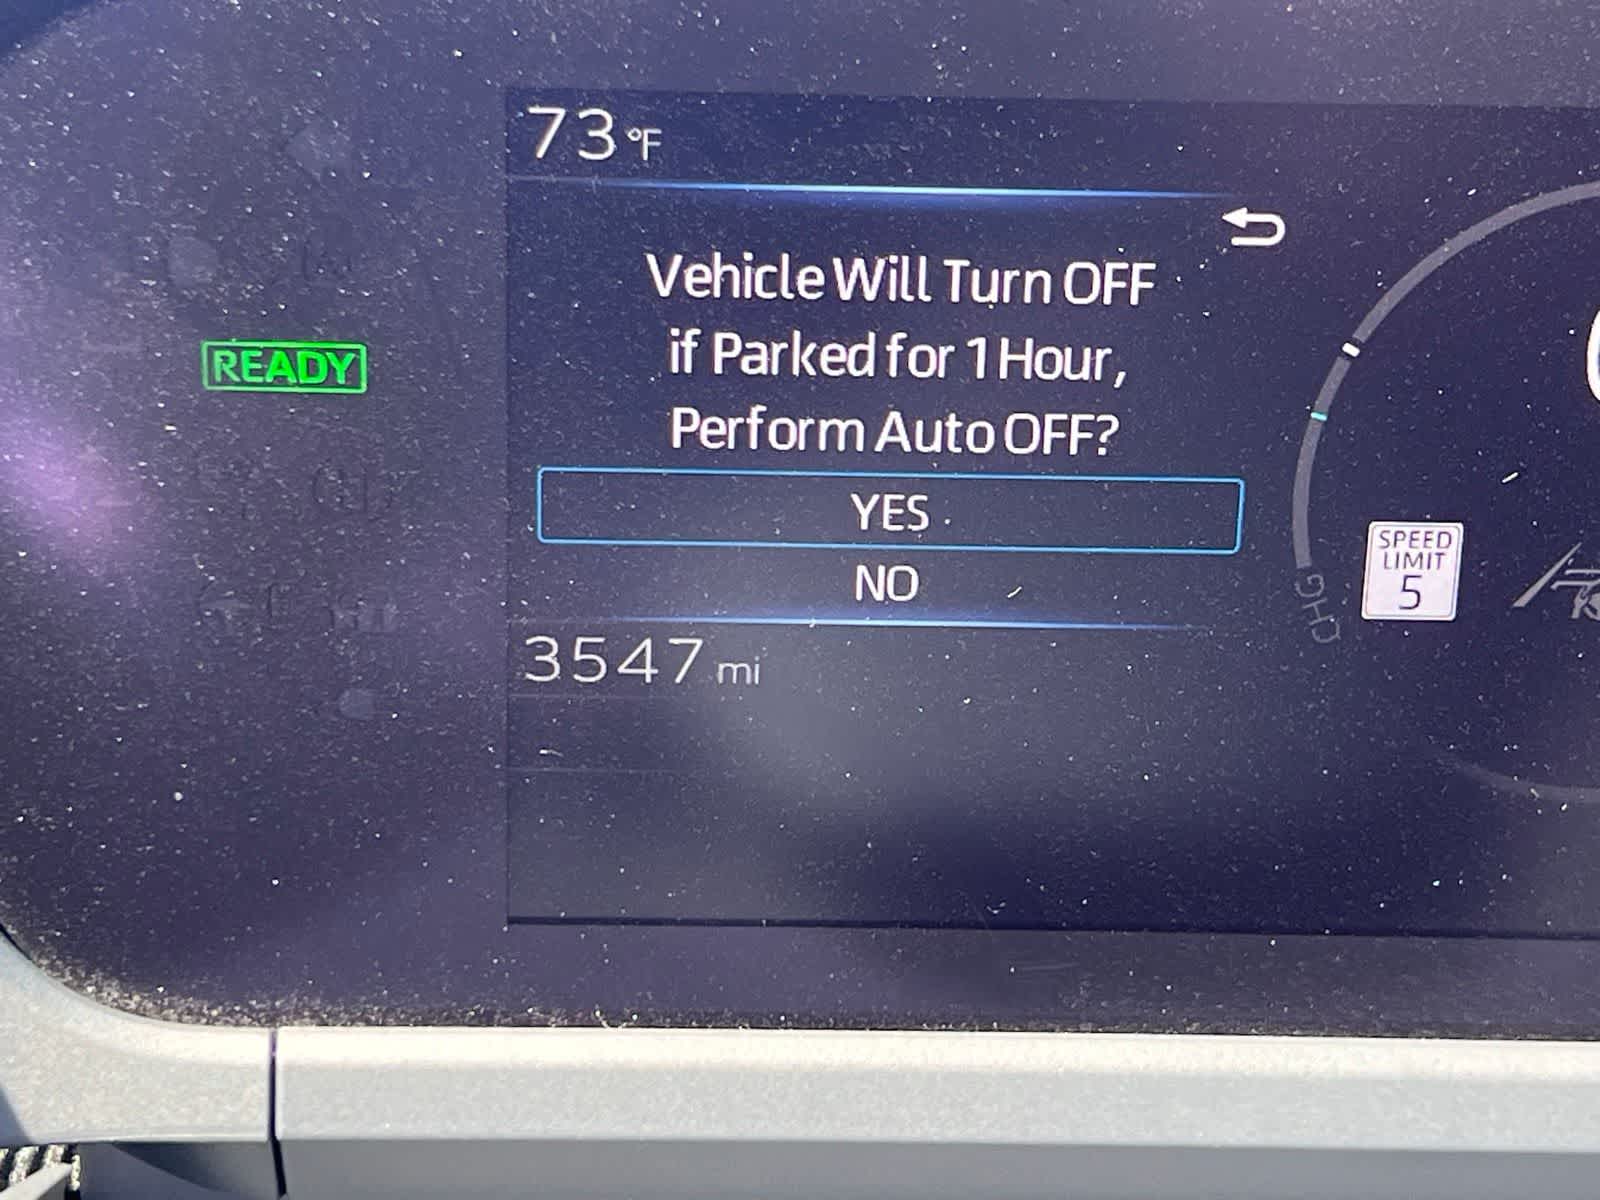 73 °F
Vehicle Will Turn OFF
if Parked for 1 Hour,
Perform Auto OFF?
READY
YES
NO
SPEED
LIMIT
5
CHG
3547 mi